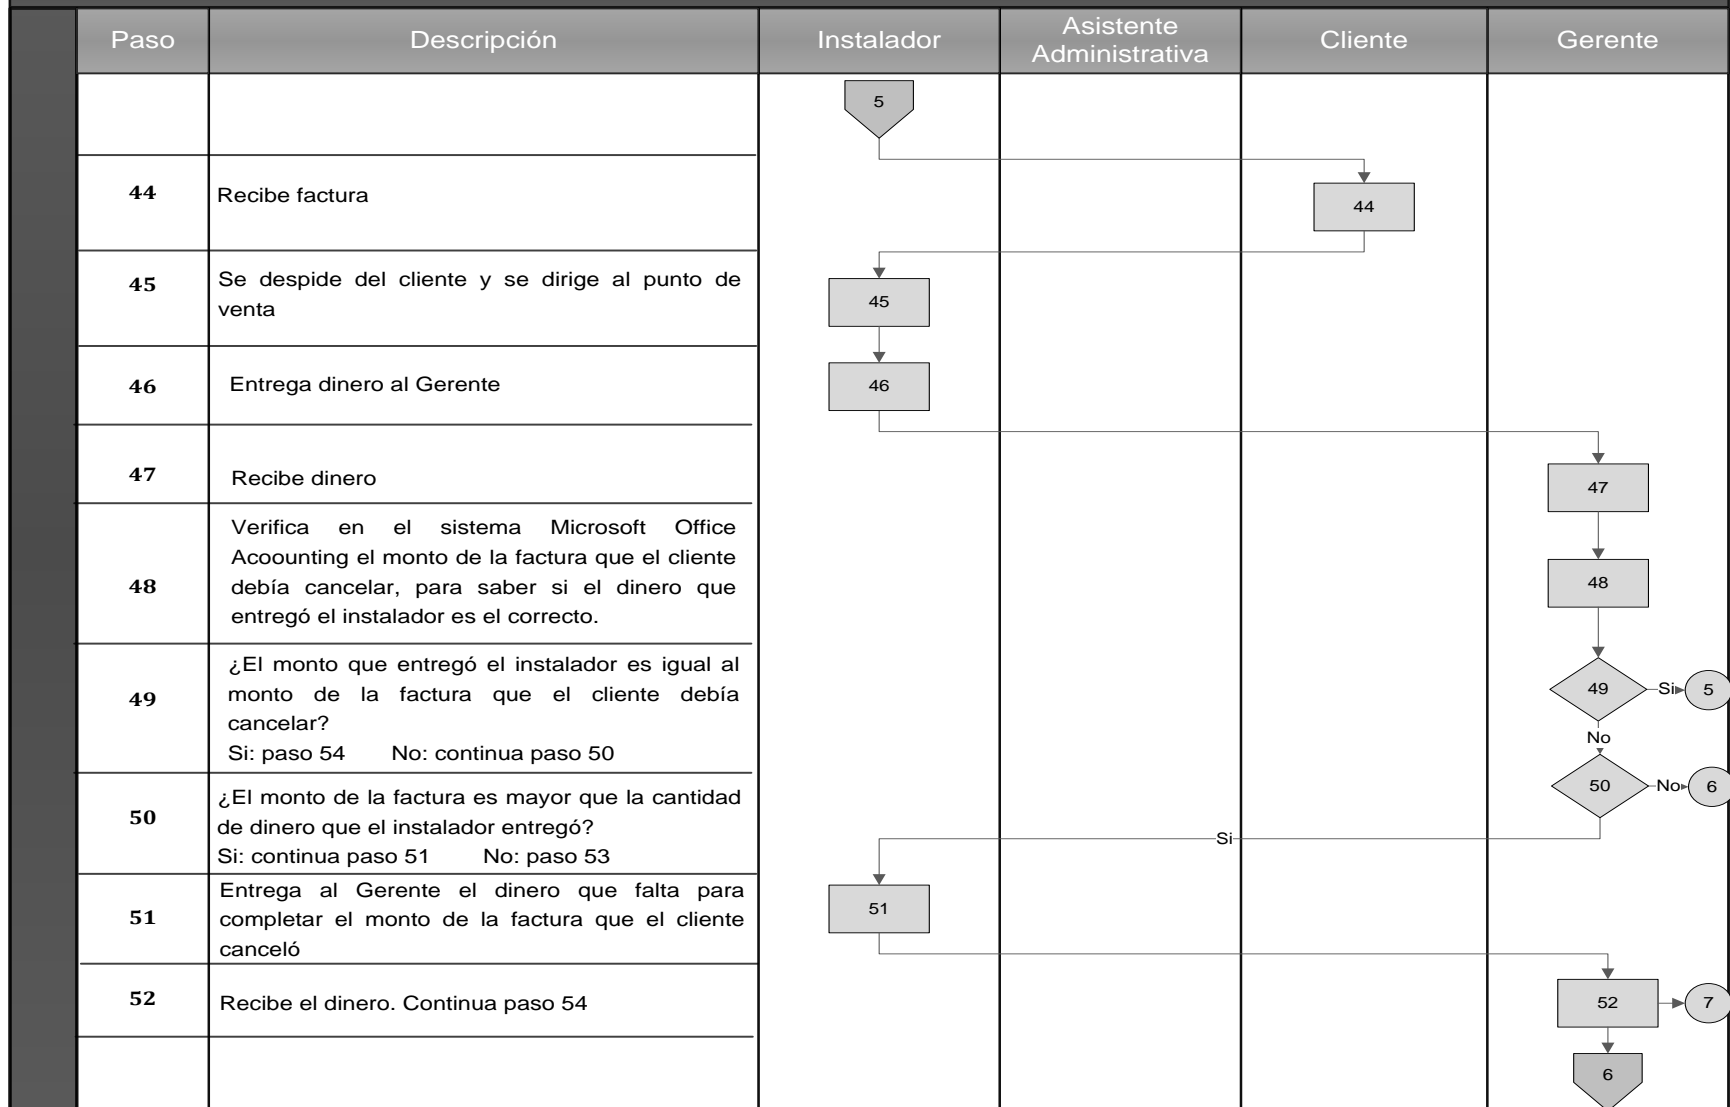 Paso Descripción Instalador Asistente Administrativa Cliente Gerente
5
44 Recibe factura
44
45 Se despide del cliente y se dirige al punto de
venta
45
46 Entrega dinero al Gerente
46
47 Recibe dinero
47
48 Verifica en el sistema Microsoft Office
Acoounting el monto de la factura que el cliente
debía cancelar, para saber si el dinero que
entregó el instalador es el correcto.
48
49 ¿El monto que entregó el instalador es igual al
monto de la factura que el cliente debía
cancelar?
Si: paso 54 No: continua paso 50
49 Si 5
No
50 ¿El monto de la factura es mayor que la cantidad
de dinero que el instalador entregó?
Si: continua paso 51 No: paso 53
50 No 6
Si
51 Entrega al Gerente el dinero que falta para
completar el monto de la factura que el cliente
canceló
51
52 Recibe el dinero. Continua paso 54
52 7
6